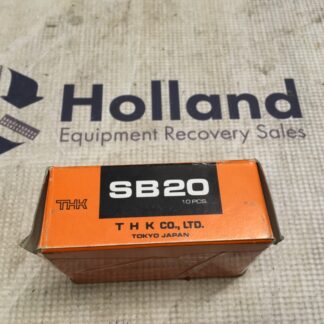 Holland
Equipment Recovery Sales
THK
SB20
10 PCS.
T H K CO., LTD.
TOKYO JAPAN